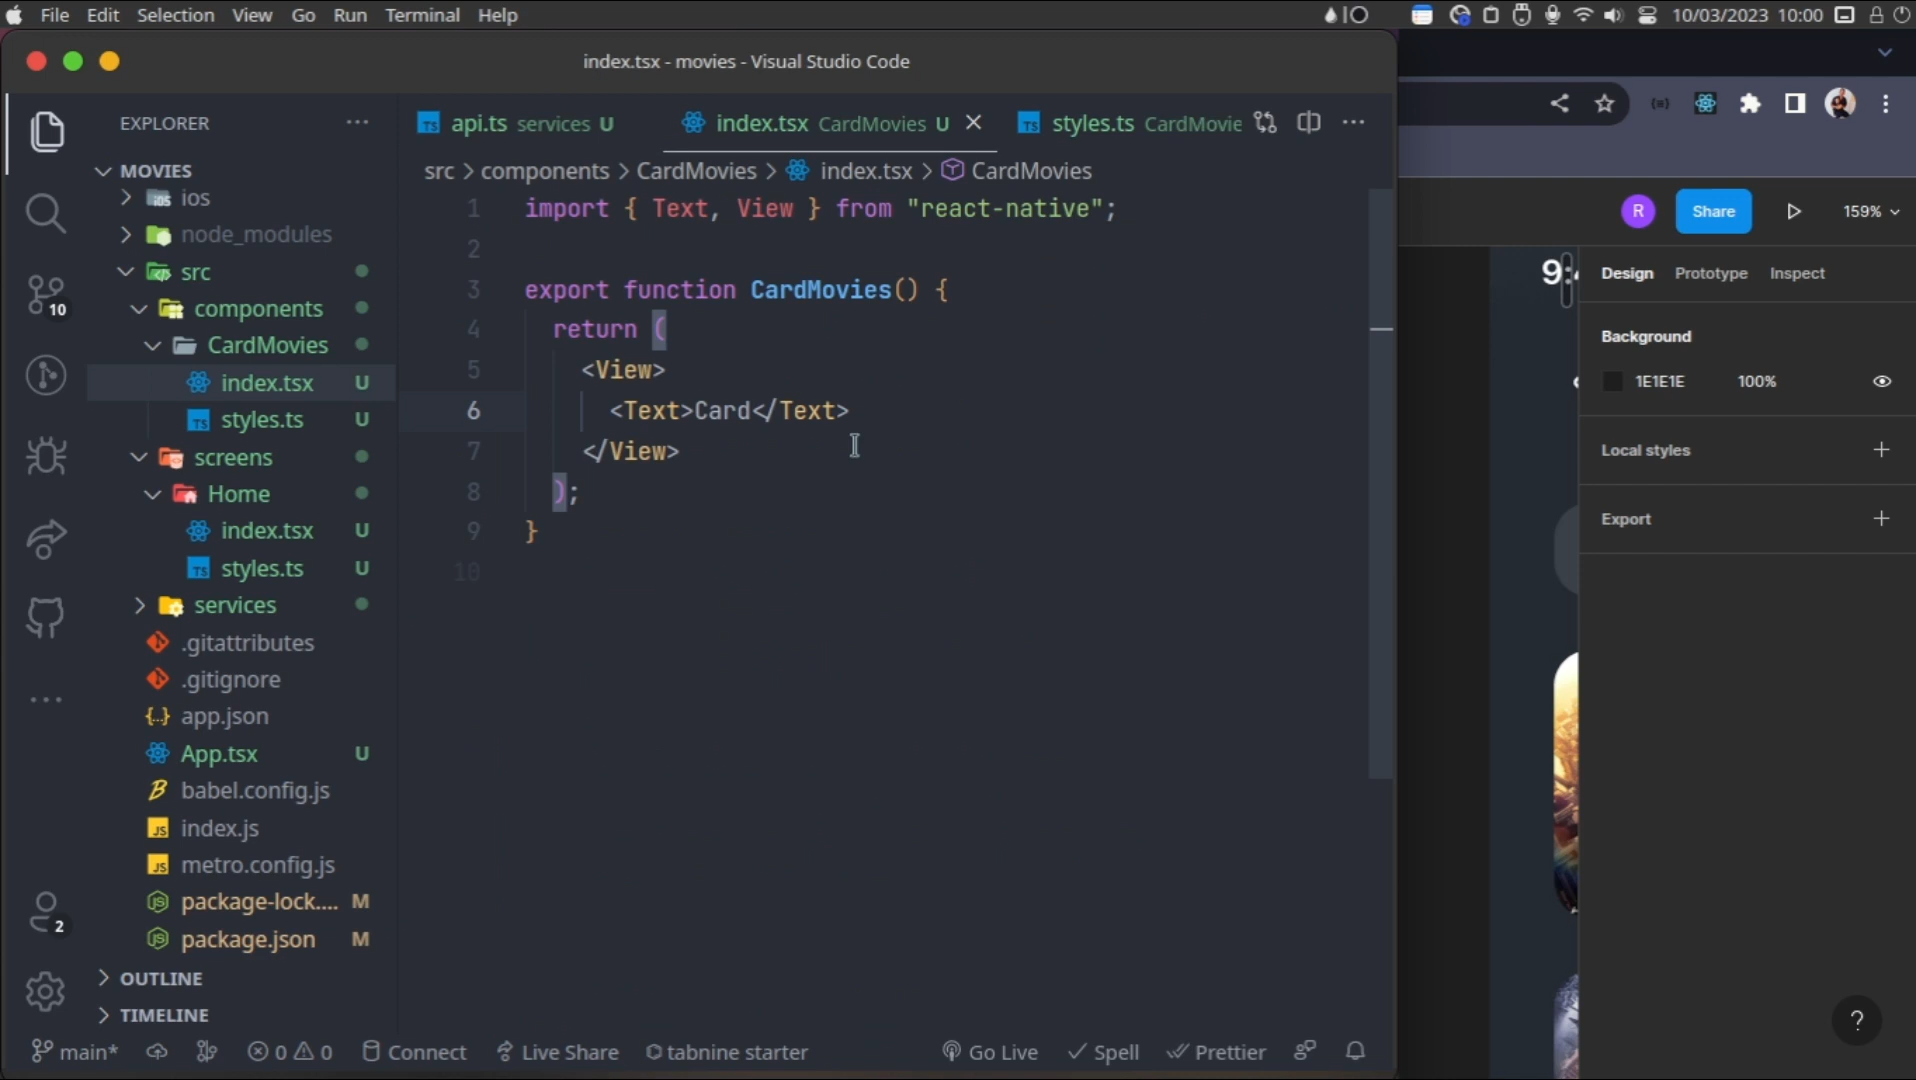 File Edit Selection View Go Run Terminal Help
10/03/2023 10:00
index.tsx - movies - Visual Studio Code
EXPLORER
api.ts services U
index.tsx CardMovies U
styles.ts CardMovie
src > components > CardMovies > index.tsx > CardMovies
MOVIES
ios
node_modules
src
components
CardMovies
index.tsx U
styles.ts U
screens
Home
index.tsx U
styles.ts U
services
.gitattributes
.gitignore
app.json
App.tsx U
babel.config.js
index.js
metro.config.js
package-lock.... M
package.json M
OUTLINE
TIMELINE
10
2
1 import { Text, View } from "react-native";
2
3 export function CardMovies() {
4 return (
5 <View>
6 <Text>Card</Text>
7 </View>
8 );
9 }
10
main* 0 0 Connect Live Share tabnine starter Go Live Spell Prettier
R Share 159%
Design Prototype Inspect
Background
1E1E1E 100%
Local styles
Export
?